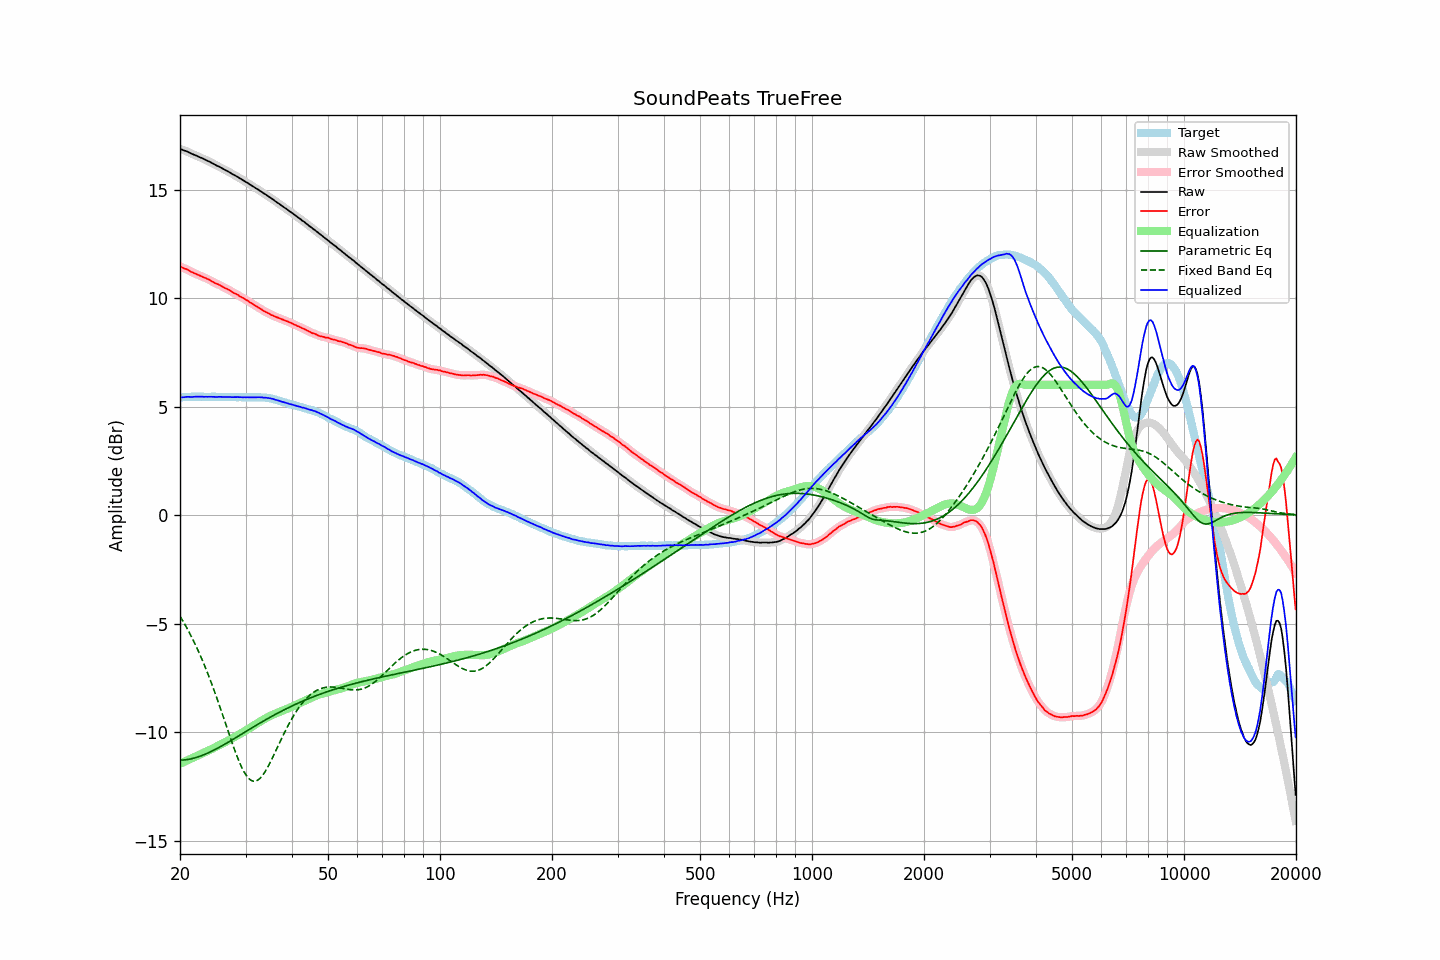 SoundPeats TrueFree
Target
Raw Smoothed
Error Smoothed
Raw
Error
Equalization
Parametric Eq
Fixed Band Eq
Equalized
15
10
5
0
−5
−10
−15
Amplitude (dBr)
20 50 100 200 500 1000 2000 5000 10000 20000
Frequency (Hz)